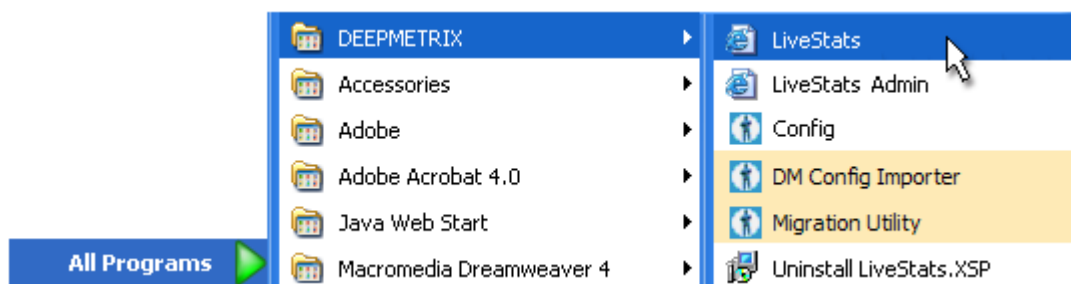 DEEPMETRIX
Accessories
Adobe
Adobe Acrobat 4.0
Java Web Start
Macromedia Dreamweaver 4
All Programs
LiveStats
LiveStats Admin
Config
DM Config Importer
Migration Utility
Uninstall LiveStats.XSP